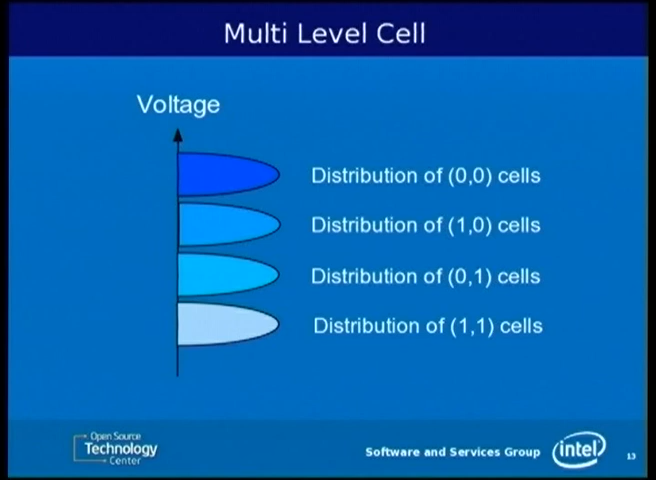 Multi Level Cell
Voltage
Distribution of (0,0) cells
Distribution of (1,0) cells
Distribution of (0,1) cells
Distribution of (1,1) cells
Open Source
Technology
Center
Software and Services Group
intel
13